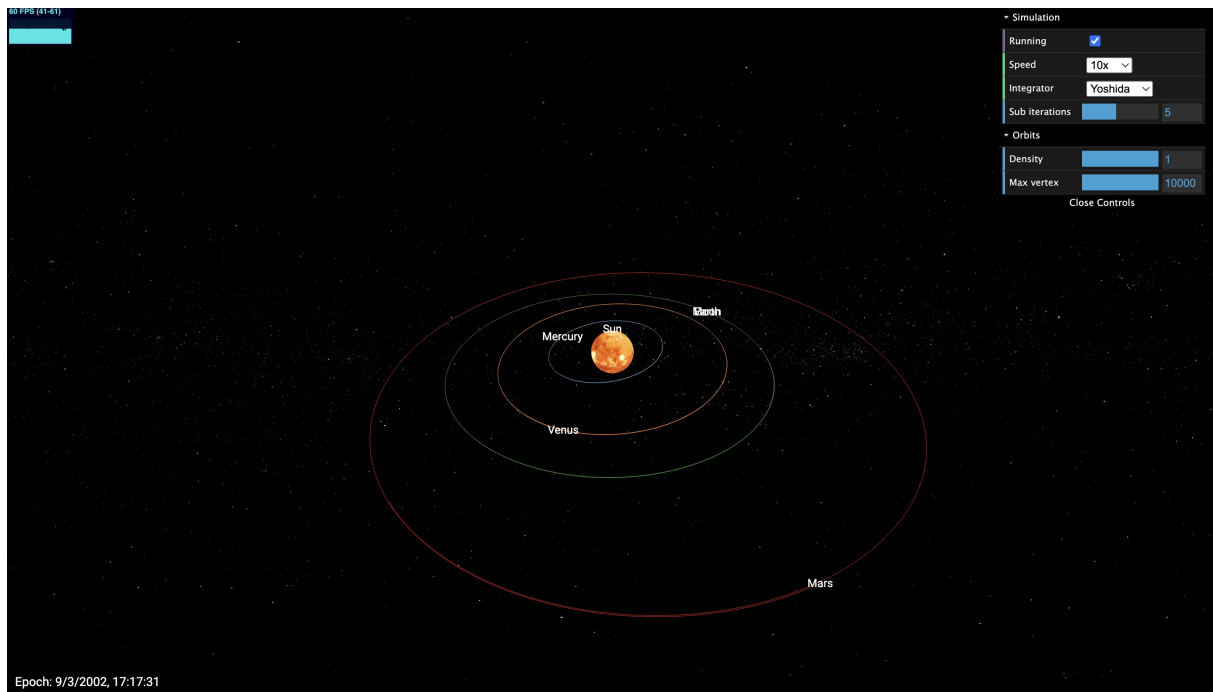 60 FPS (41-61)
Simulation
Running
Speed 10x
Integrator Yoshida
Sub iterations 5
Orbits
Density 1
Max vertex 10000
Close Controls
Earth
Sun
Mercury
Venus
Mars
Epoch: 9/3/2002, 17:17:31